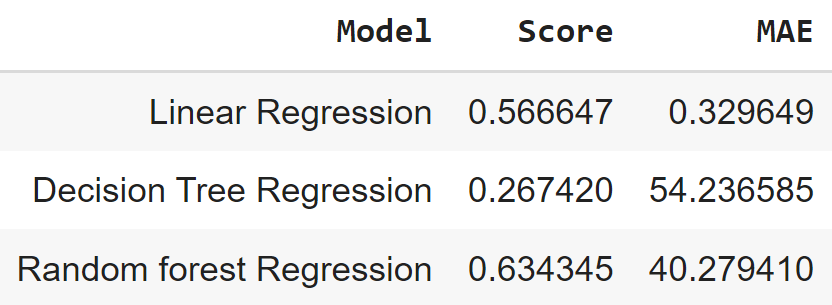 Model Score MAE
Linear Regression 0.566647 0.329649
Decision Tree Regression 0.267420 54.236585
Random forest Regression 0.634345 40.279410